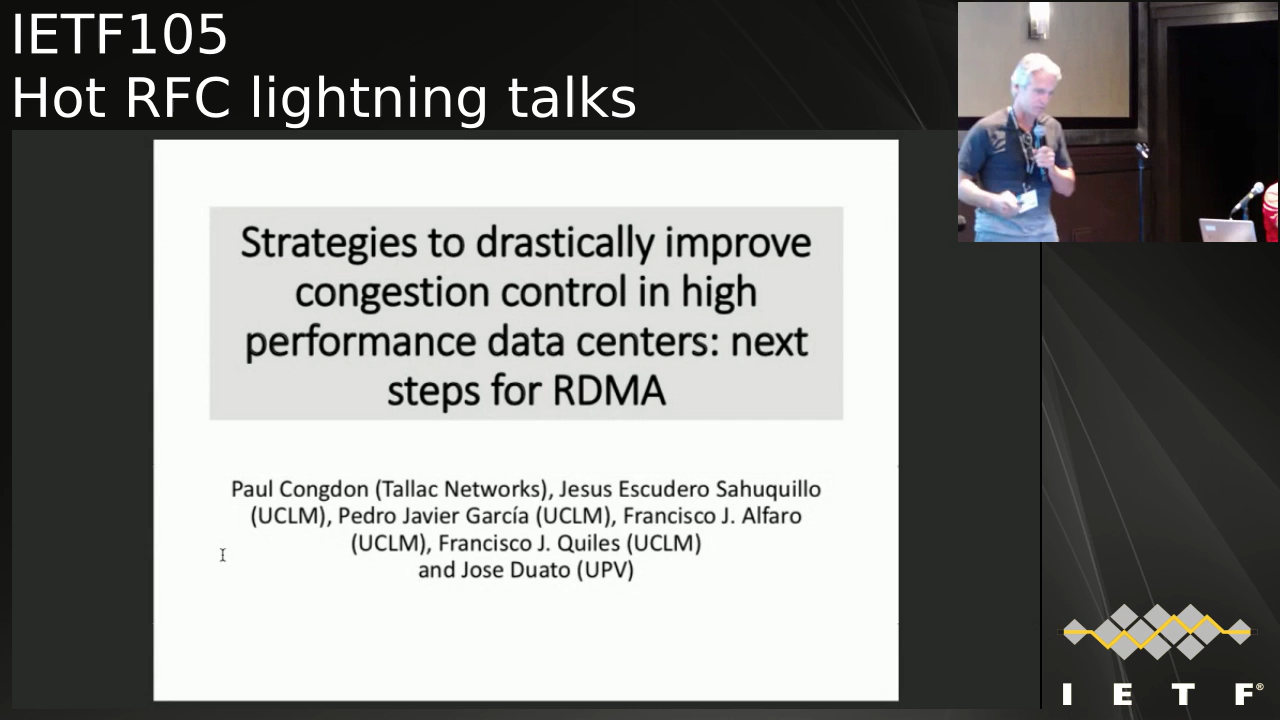 IETF105
Hot RFC lightning talks
Strategies to drastically improve
congestion control in high
performance data centers: next
steps for RDMA
Paul Congdon (Tallac Networks), Jesus Escudero Sahuquillo
(UCLM), Pedro Javier García (UCLM), Francisco J. Alfaro
(UCLM), Francisco J. Quiles (UCLM)
and Jose Duato (UPV)
I E T F®